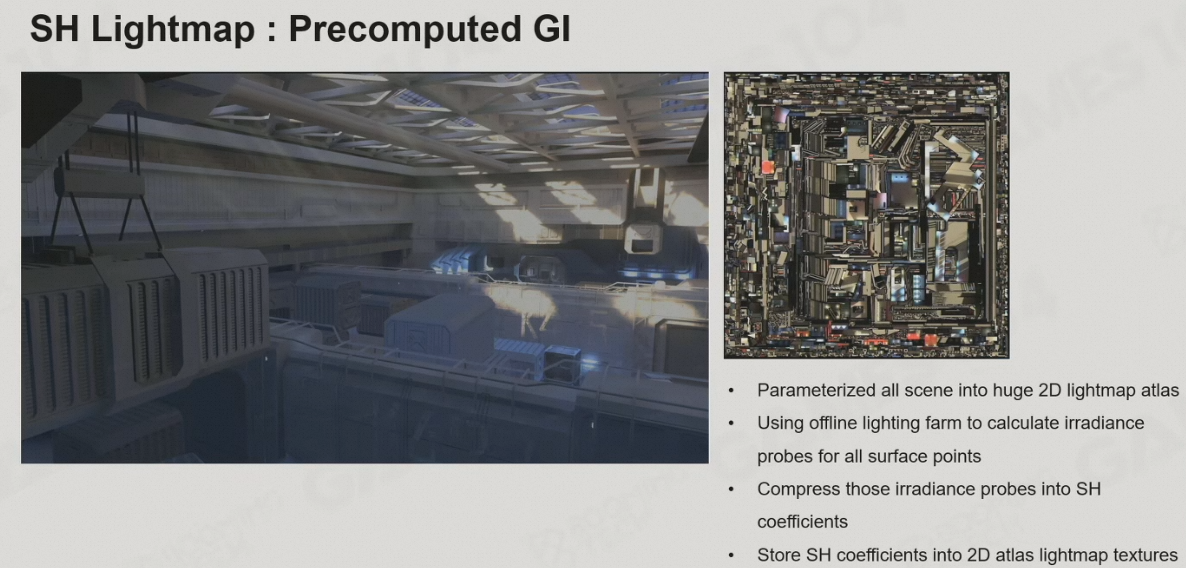 SH Lightmap : Precomputed GI
• Parameterized all scene into huge 2D lightmap atlas
• Using offline lighting farm to calculate irradiance
probes for all surface points
• Compress those irradiance probes into SH
coefficients
• Store SH coefficients into 2D atlas lightmap textures